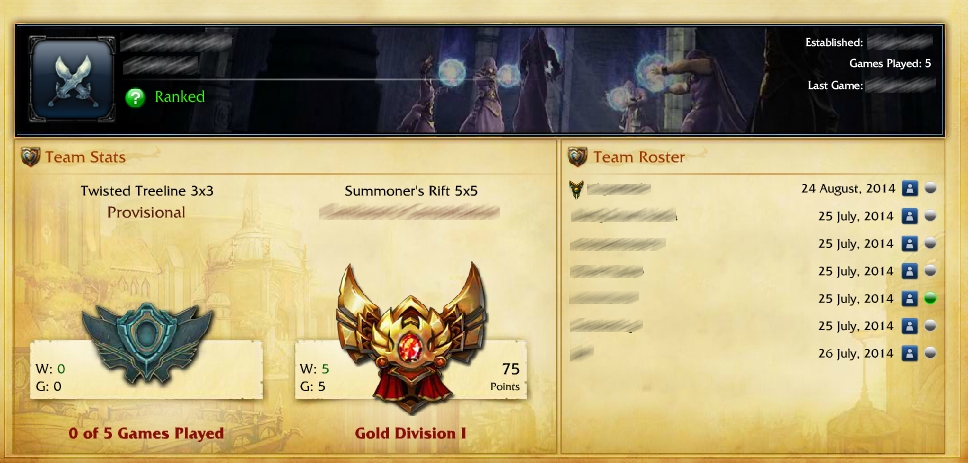 Established:
Games Played: 5
Last Game:
? Ranked
Team Stats
Twisted Treeline 3x3
Provisional
W: 0
G: 0
0 of 5 Games Played
Summoner's Rift 5x5
W: 5
G: 5
75
Points
Gold Division I
Team Roster
24 August, 2014
25 July, 2014
25 July, 2014
25 July, 2014
25 July, 2014
25 July, 2014
26 July, 2014